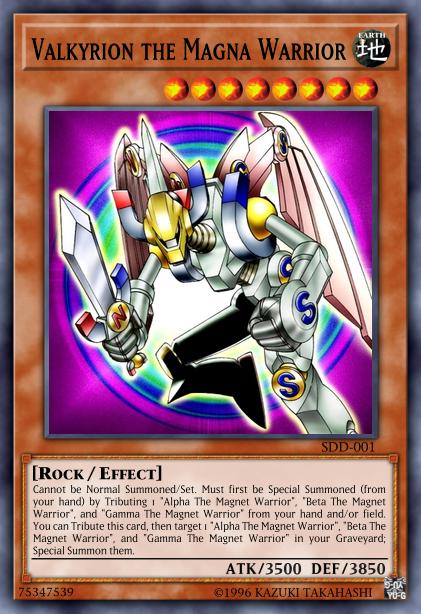 VALKYRION THE MAGNA WARRIOR
EARTH
地
N
S
S
S
S
SDD-001
[ROCK / EFFECT]
Cannot be Normal Summoned/Set. Must first be Special Summoned (from
your hand) by Tributing 1 "Alpha The Magnet Warrior", "Beta The Magnet
Warrior", and "Gamma The Magnet Warrior" from your hand and/or field.
You can Tribute this card, then target 1 "Alpha The Magnet Warrior", "Beta The
Magnet Warrior", and "Gamma The Magnet Warrior" in your Graveyard;
Special Summon them.
ATK/3500 DEF/3850
75347539
©1996 KAZUKI TAKAHASHI